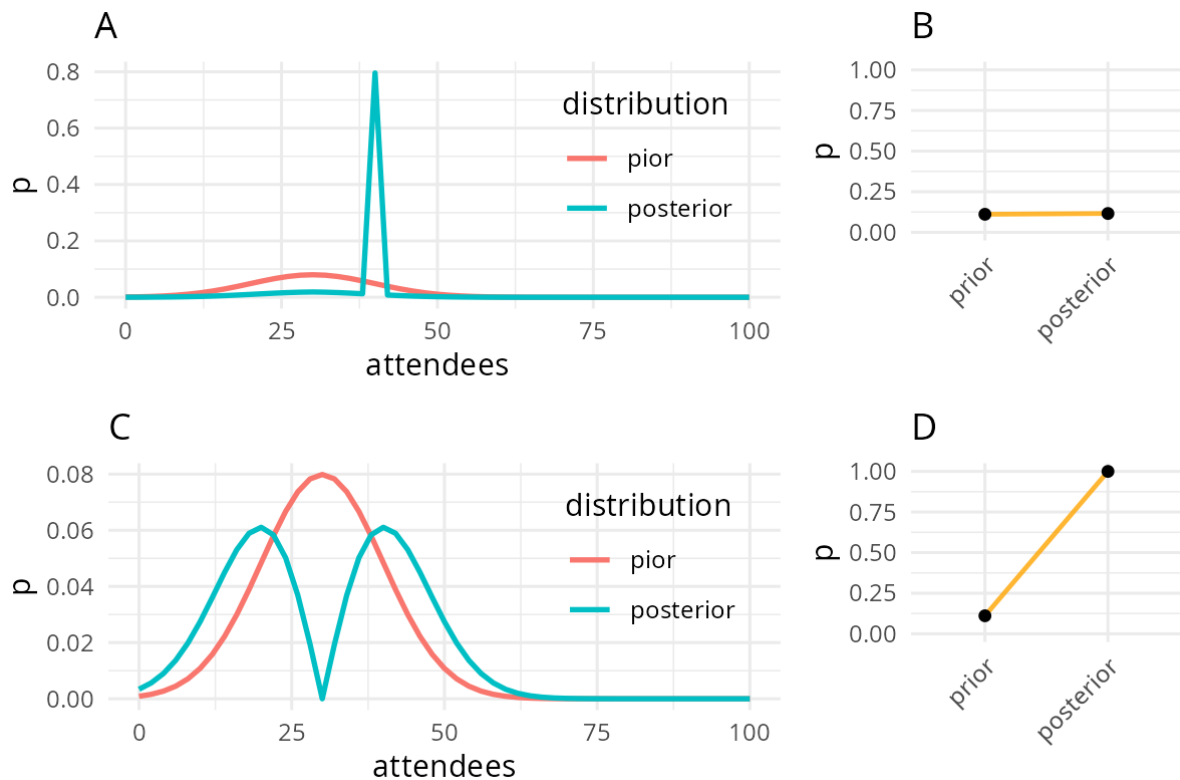 A
0.8
0.6
0.4
0.2
0.0
p
0 25 50 75 100
attendees
distribution
pior
posterior
B
1.00
0.75
0.50
0.25
0.00
p
prior
posterior
C
0.08
0.06
0.04
0.02
0.00
p
0 25 50 75 100
attendees
distribution
pior
posterior
D
1.00
0.75
0.50
0.25
0.00
p
prior
posterior